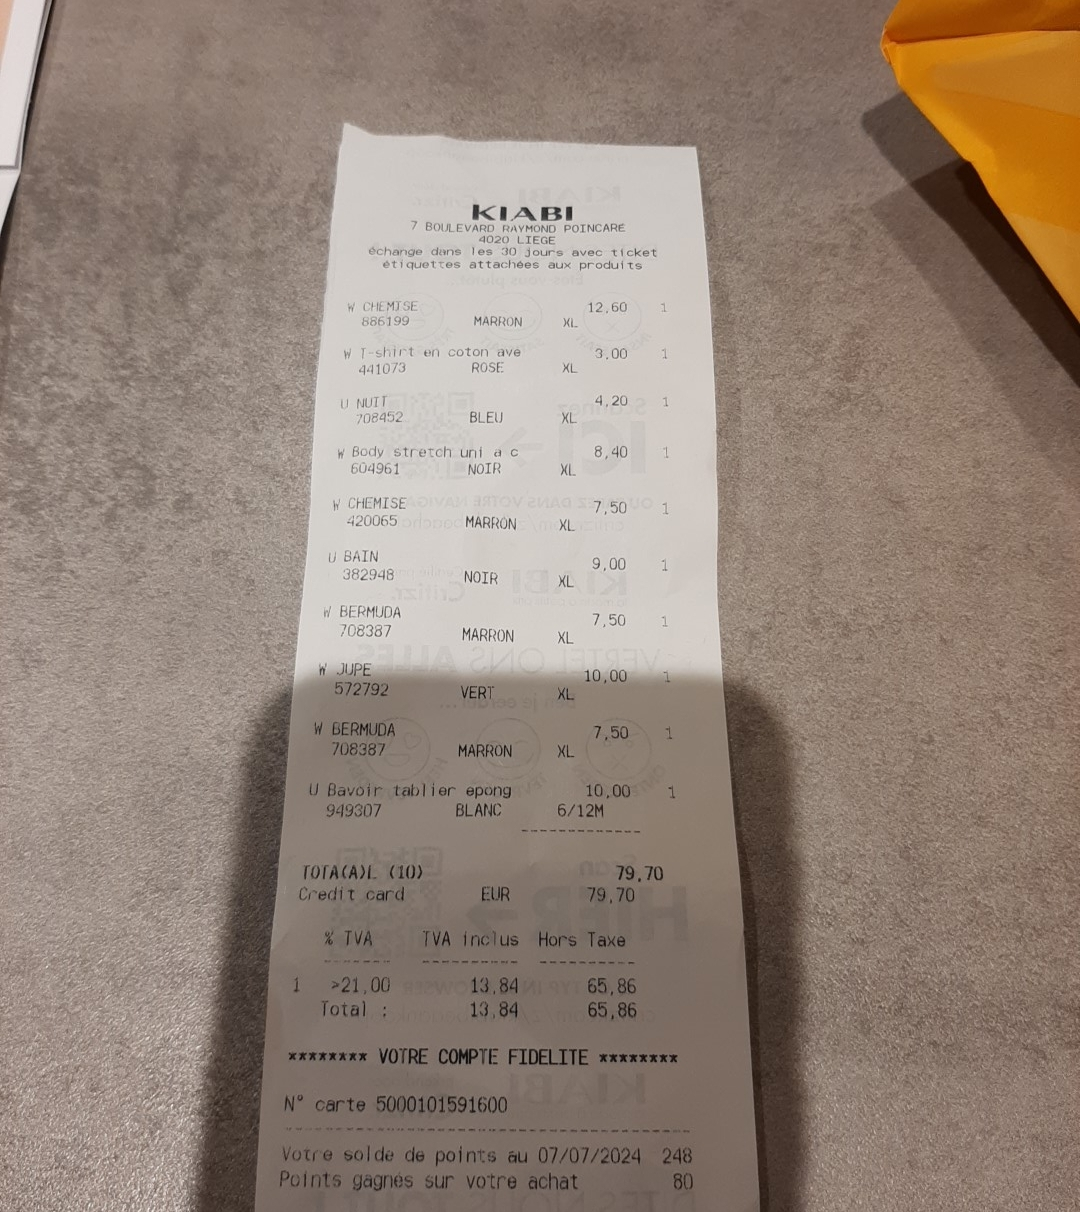 KIABI
7 BOULEVARD RAYMOND POINCARE
4020 LIEGE
échange dans les 30 jours avec ticket
étiquettes attachées aux produits
W CHEMISE 12,60 1
886199 MARRON XL
W T-shirt en coton ave 3,00 1
441073 ROSE XL
U NUIT 4,20 1
708452 BLEU XL
W Body stretch uni a c 8,40 1
604961 NOIR XL
W CHEMISE 7,50 1
420065 MARRON XL
U BAIN 9,00 1
382948 NOIR XL
W BERMUDA 7,50 1
708387 MARRON XL
W JUPE 10,00 1
572792 VERT XL
W BERMUDA 7,50 1
708387 MARRON XL
U Bavoir tablier epong 10,00 1
949307 BLANC 6/12M
TOTA(A)L (10) 79,70
Credit card EUR 79,70
% TVA TVA inclus Hors Taxe
1 >21,00 13,84 65,86
Total : 13,84 65,86
******** VOTRE COMPTE FIDELITE ********
N° carte 5000101591600
Votre solde de points au 07/07/2024 248
Points gagnés sur votre achat 80